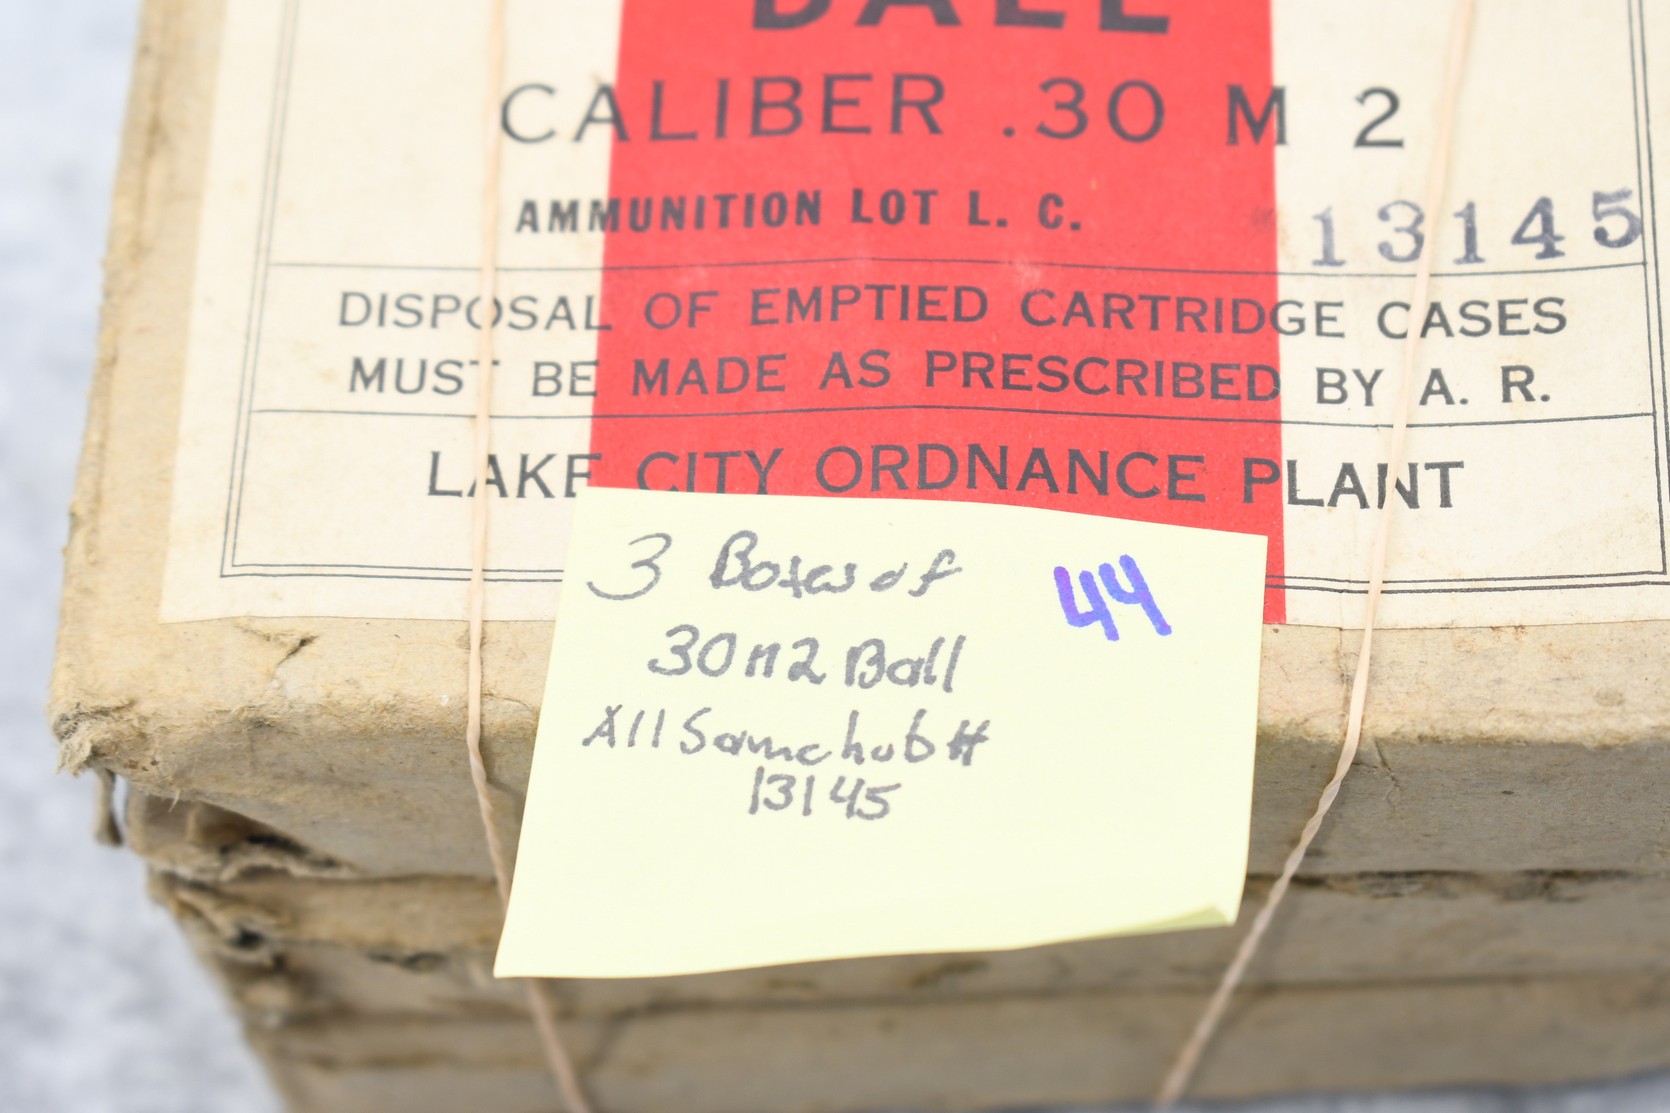 BALL
CALIBER .30 M 2
AMMUNITION LOT L. C. 13145
DISPOSAL OF EMPTIED CARTRIDGE CASES
MUST BE MADE AS PRESCRIBED BY A. R.
LAKE CITY ORDNANCE PLANT
3 Boxes of 44
30 M2 Ball
All Same
13145